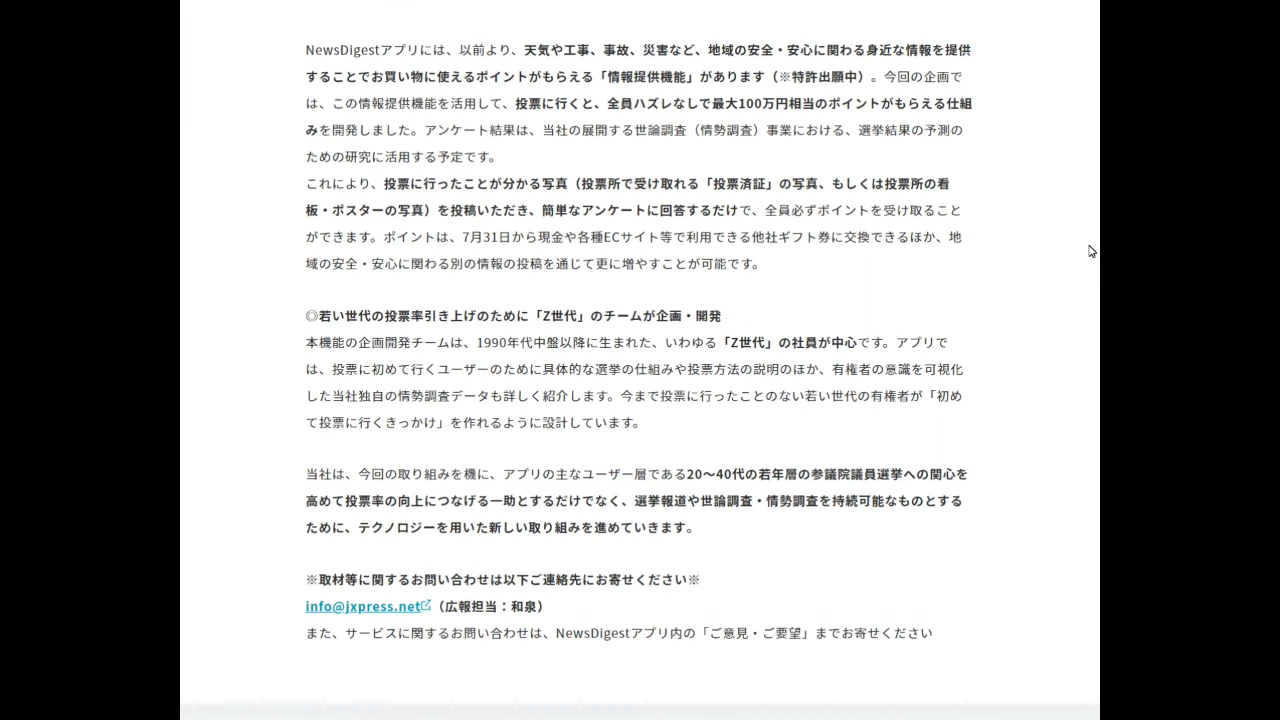 NewsDigestアプリには、以前より、天気や工事、事故、災害など、地域の安全・安心に関わる身近な情報を提供
することでお買い物に使えるポイントがもらえる「情報提供機能」があります（※特許出願中）。今回の企画で
は、この情報提供機能を活用して、投票に行くと、全員ハズレなしで最大100万円相当のポイントがもらえる仕組
みを開発しました。アンケート結果は、当社の展開する世論調査（情勢調査）事業における、選挙結果の予測の
ための研究に活用する予定です。
これにより、投票に行ったことが分かる写真（投票所で受け取れる「投票済証」の写真、もしくは投票所の看
板・ポスターの写真）を投稿いただき、簡単なアンケートに回答するだけで、全員必ずポイントを受け取ること
ができます。ポイントは、7月31日から現金や各種ECサイト等で利用できる他社ギフト券に交換できるほか、地
域の安全・安心に関わる別の情報の投稿を通じて更に増やすことが可能です。
◎若い世代の投票率引き上げのために「Z世代」のチームが企画・開発
本機能の企画開発チームは、1990年代中盤以降に生まれた、いわゆる「Z世代」の社員が中心です。アプリで
は、投票に初めて行くユーザーのために具体的な選挙の仕組みや投票方法の説明のほか、有権者の意識を可視化
した当社独自の情勢調査データも詳しく紹介します。今まで投票に行ったことのない若い世代の有権者が「初め
て投票に行くきっかけ」を作れるように設計しています。
当社は、今回の取り組みを機に、アプリの主なユーザー層である20〜40代の若年層の参議院議員選挙への関心を
高めて投票率の向上につなげる一助とするだけでなく、選挙報道や世論調査・情勢調査を持続可能なものとする
ために、テクノロジーを用いた新しい取り組みを進めていきます。
※取材等に関するお問い合わせは以下ご連絡先にお寄せください※
info@jxpress.net（広報担当：和泉）
また、サービスに関するお問い合わせは、NewsDigestアプリ内の「ご意見・ご要望」までお寄せください